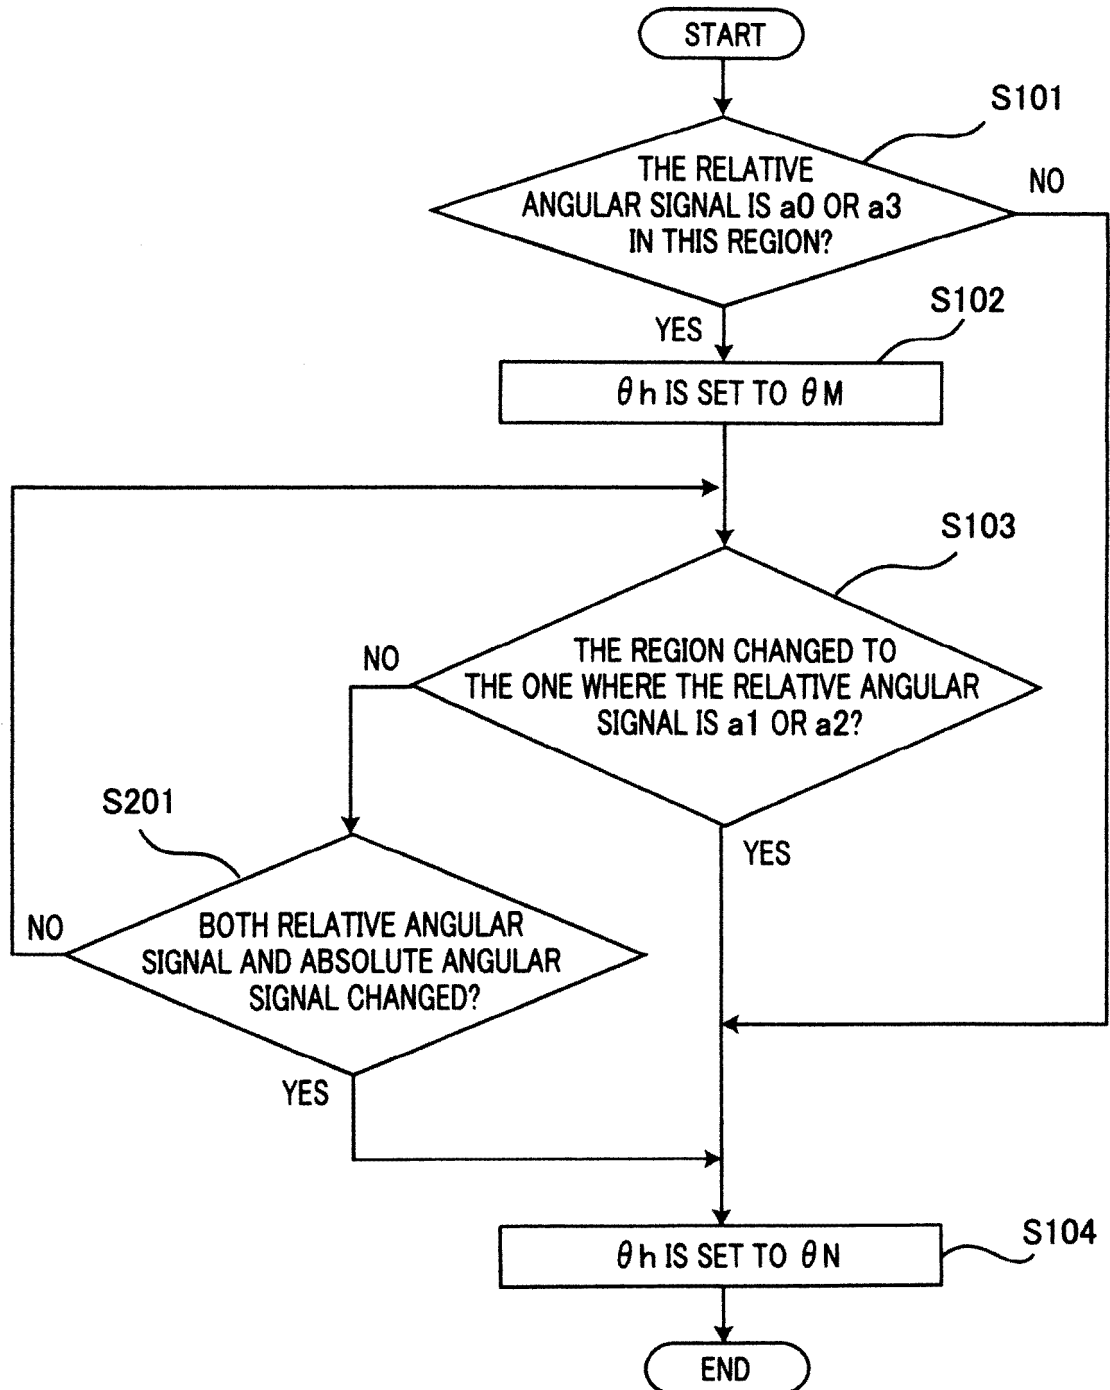 START
S101
THE RELATIVE
ANGULAR SIGNAL IS a0 OR a3
IN THIS REGION?
NO
YES
S102
θh IS SET TO θM
S103
THE REGION CHANGED TO
THE ONE WHERE THE RELATIVE ANGULAR
SIGNAL IS a1 OR a2?
NO
YES
S201
BOTH RELATIVE ANGULAR
SIGNAL AND ABSOLUTE ANGULAR
SIGNAL CHANGED?
NO
YES
S104
θh IS SET TO θN
END